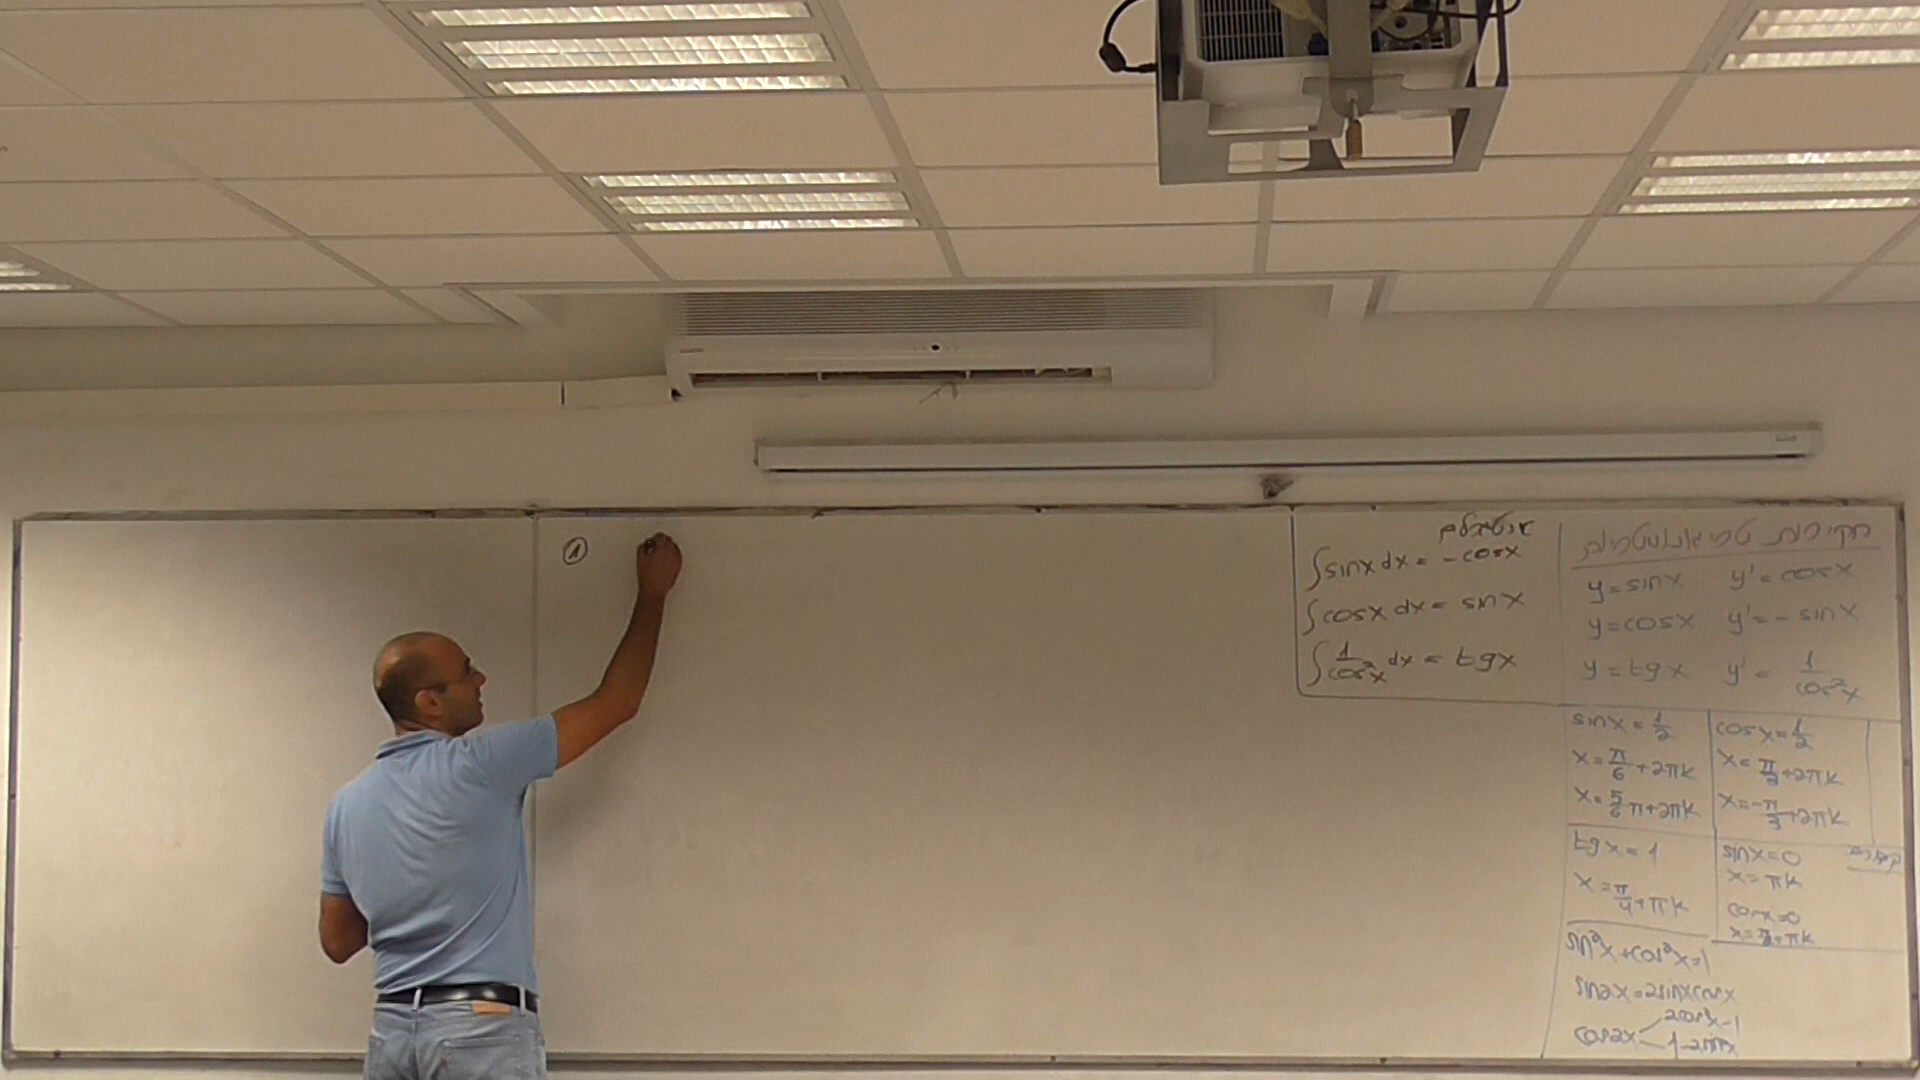 ①
אינטגרלים
∫sinx dx = -cosx
∫cosx dx = sinx
∫1/cos²x dx = tgx
חקירות טריגונומטריות
y=sinx y'=cosx
y=cosx y'=-sinx
y=tgx y'=1/cos²x
sinx=1/2
x=π/6+2πk
x=5/6π+2πk
cosx=1/2
x=π/3+2πk
x=-π/3+2πk
tgx=1
x=π/4+πk
sinx=0
x=πk
cosx=0
x=π/2+πk
sin²x+cos²x=1
sin2x=2sinxcosx
cos2x 2cos²x-1
1-2sin²x